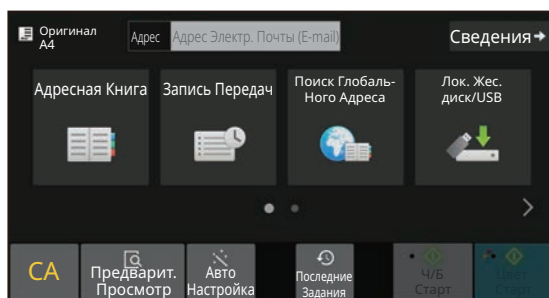 Оригинал
A4
Адрес
Адрес Электр. Почты (E-mail)
Сведения
Адресная Книга
Запись Передач
Поиск Глобаль-
Ного Адреса
Лок. Жес.
диск/USB
CA
Предварит.
Просмотр
Авто
Настройка
Последние
Задания
Ч/Б
Старт
Цвет
Старт